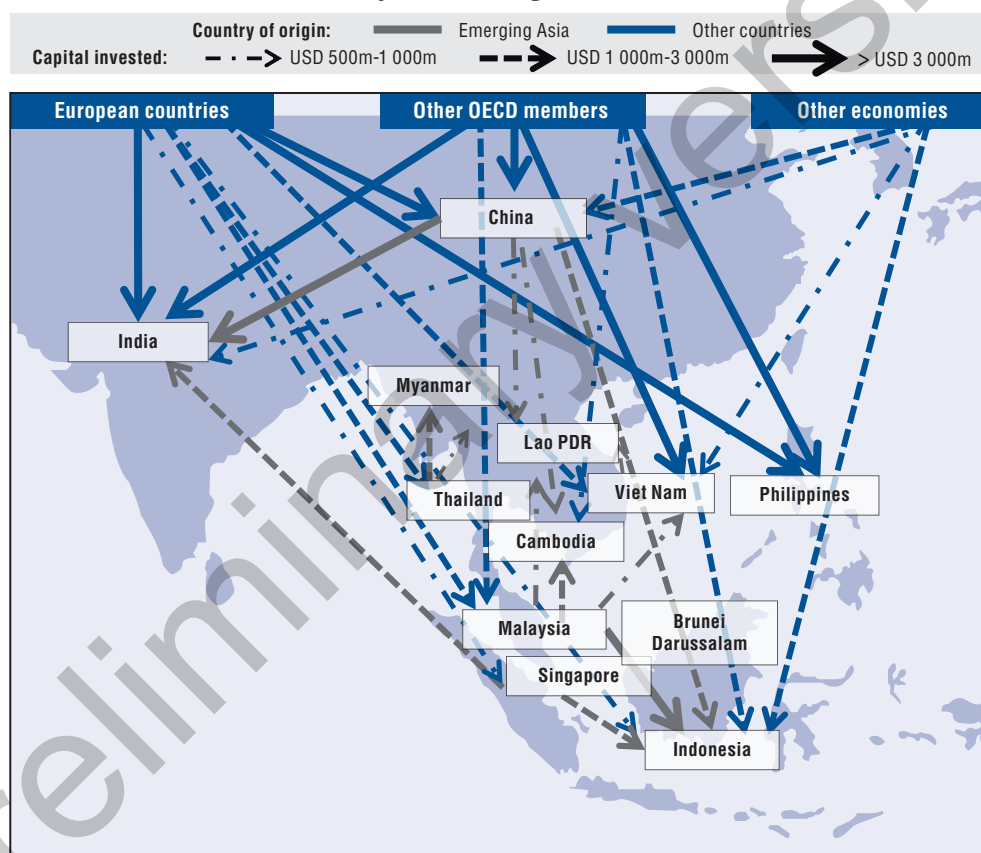 Country of origin: Emerging Asia Other countries
Capital invested: USD 500m-1 000m USD 1 000m-3 000m > USD 3 000m
European countries Other OECD members Other economies
China
India
Myanmar
Lao PDR
Thailand Viet Nam Philippines
Cambodia
Malaysia
Brunei
Darussalam
Singapore
Indonesia
reliminary versi